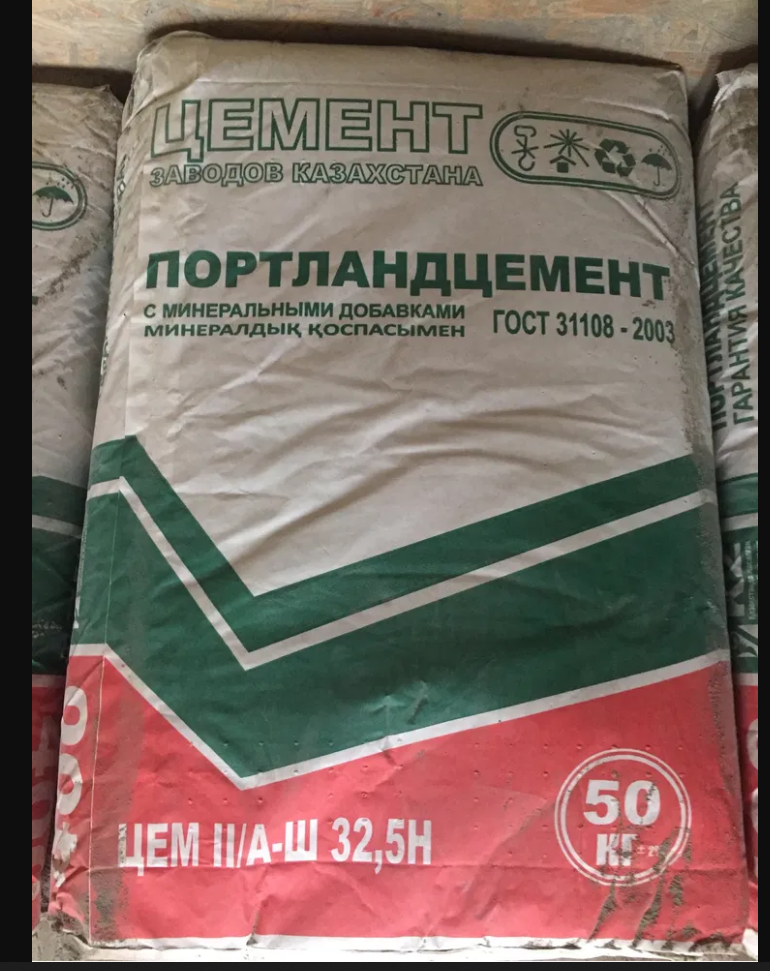 ЦЕМЕНТ
ЗАВОДОВ КАЗАХСТАНА
ПОРТЛАНДЦЕМЕНТ
С МИНЕРАЛЬНЫМИ ДОБАВКАМИ
МИНЕРАЛДЫҚ ҚОСПАСЫМЕН
ГОСТ 31108 - 2003
ЦЕМ II/А-Ш 32,5Н
50
КГ
400
ГАРАНТИЯ КАЧЕСТВА